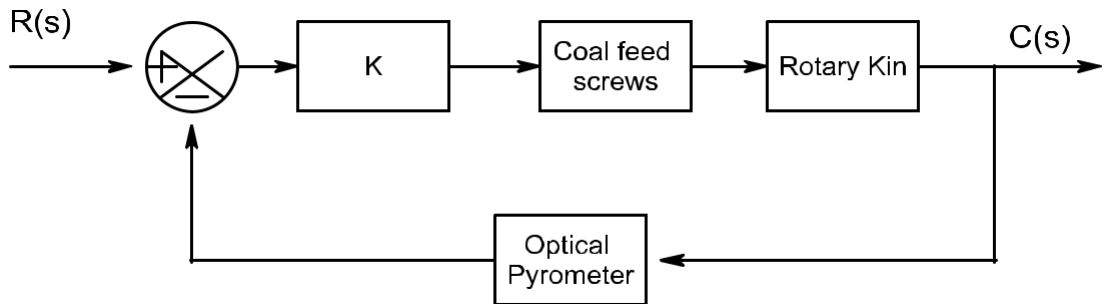 R(s)
K
Coal feed
screws
Rotary Kin
C(s)
Optical
Pyrometer